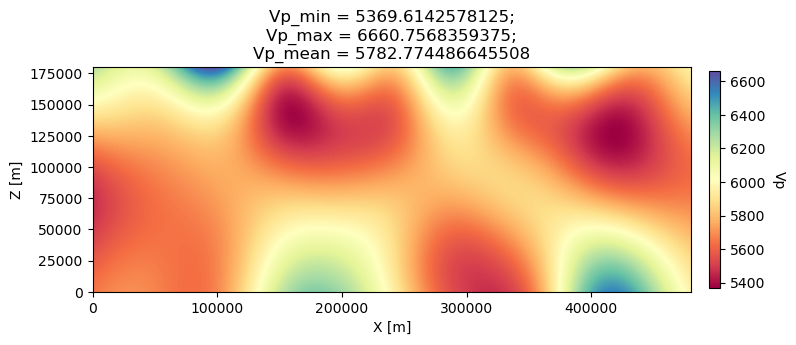 Vp_min = 5369.6142578125;
Vp_max = 6660.7568359375;
Vp_mean = 5782.774486645508
175000
150000
125000
100000
75000
50000
25000
0
Z [m]
0 100000 200000 300000 400000
X [m]
6600
6400
6200
6000
5800
5600
5400
Vp